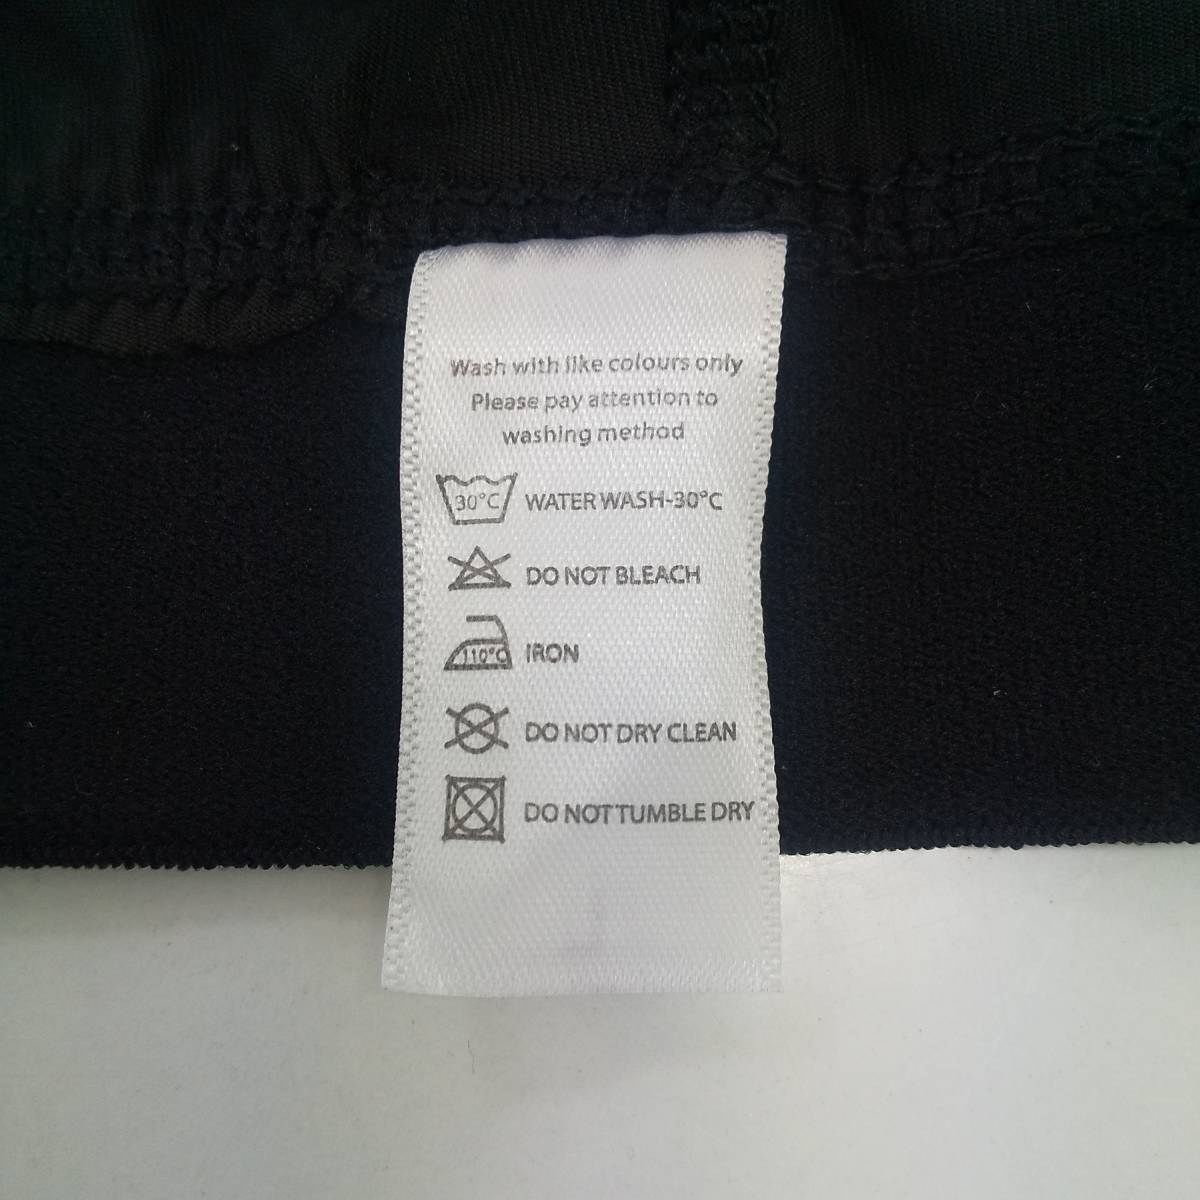 Wash with like colours only
Please pay attention to
washing method
30°C WATER WASH-30°C
DO NOT BLEACH
110°C IRON
DO NOT DRY CLEAN
DO NOT TUMBLE DRY